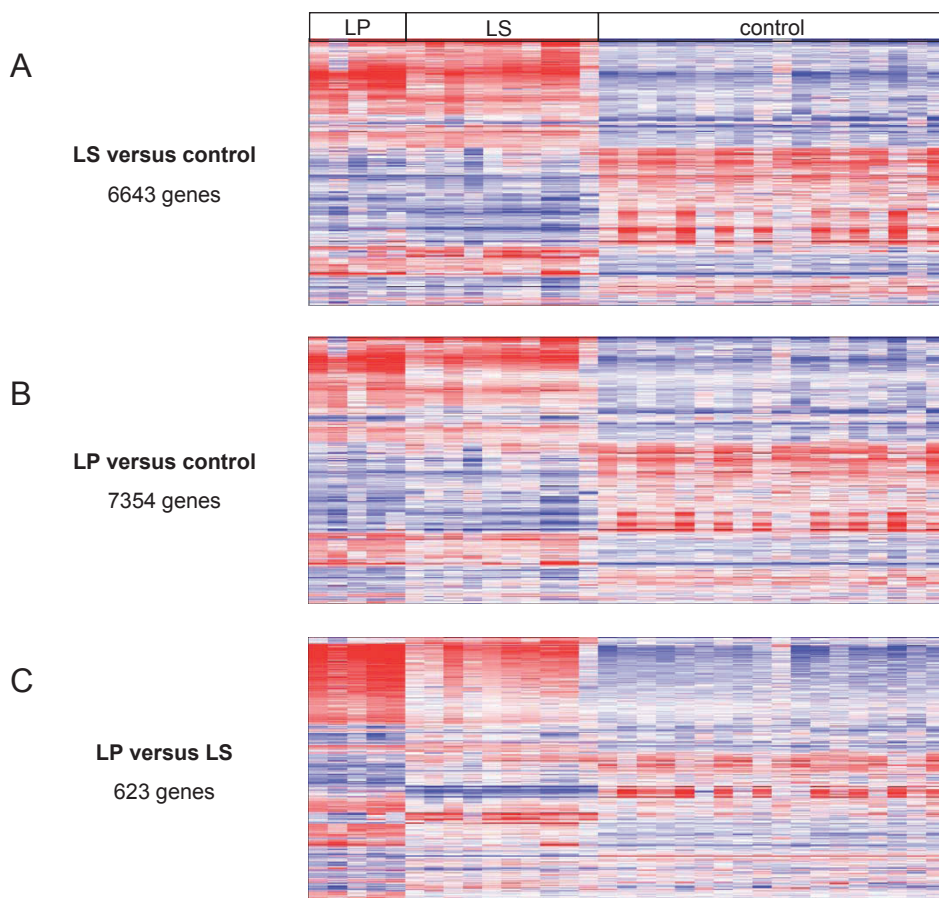 LP LS control
A
LS versus control
6643 genes
B
LP versus control
7354 genes
C
LP versus LS
623 genes